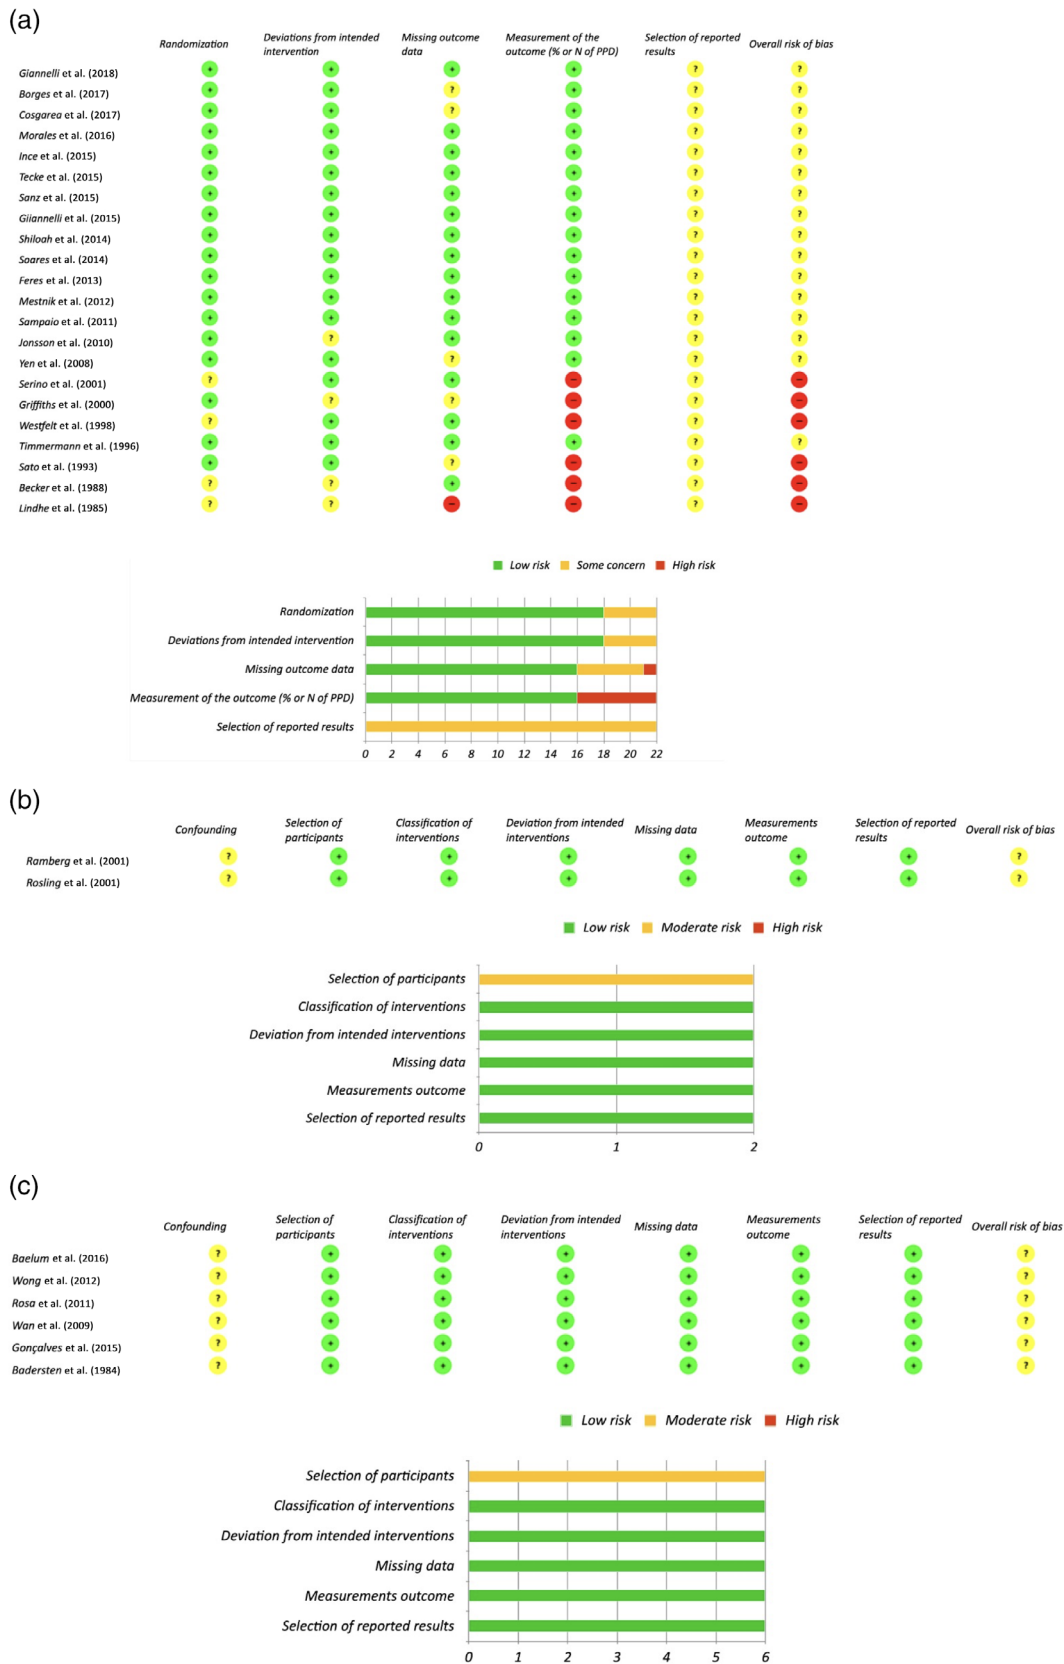 (a)
Randomization
Deviations from intended
intervention
Missing outcome
data
Measurement of the
outcome (% or N of PPD)
Selection of reported
results
Overall risk of bias
Giannelli et al. (2018) + + + + ? ?
Borges et al. (2017) + + ? + ? ?
Cosgarea et al. (2017) + + ? + ? ?
Morales et al. (2016) + + + + ? ?
Ince et al. (2015) + + + + ? ?
Tecke et al. (2015) + + + + ? ?
Sanz et al. (2015) + + + + ? ?
Giiannelli et al. (2015) + + + + ? ?
Shiloah et al. (2014) + + + + ? ?
Soares et al. (2014) + + + + ? ?
Feres et al. (2013) + + + + ? ?
Mestnik et al. (2012) + + + + ? ?
Sampaio et al. (2011) + + + + ? ?
Jonsson et al. (2010) + ? + + ? ?
Yen et al. (2008) + + ? + ? ?
Serino et al. (2001) ? + + − ? −
Griffiths et al. (2000) + ? ? − ? −
Westfelt et al. (1998) ? + + − ? −
Timmermann et al. (1996) + + + + ? ?
Sato et al. (1993) + + ? − ? −
Becker et al. (1988) ? ? + − ? −
Lindhe et al. (1985) ? ? − − ? −
Low risk Some concern High risk
Randomization
Deviations from intended intervention
Missing outcome data
Measurement of the outcome (% or N of PPD)
Selection of reported results
0 2 4 6 8 10 12 14 16 18 20 22
(b)
Confounding
Selection of
participants
Classification of
interventions
Deviation from intended
interventions
Missing data
Measurements
outcome
Selection of reported
results
Overall risk of bias
Ramberg et al. (2001) ? + + + + + + ?
Rosling et al. (2001) ? + + + + + + ?
Low risk Moderate risk High risk
Selection of participants
Classification of interventions
Deviation from intended interventions
Missing data
Measurements outcome
Selection of reported results
0 1 2
(c)
Confounding
Selection of
participants
Classification of
interventions
Deviation from intended
interventions
Missing data
Measurements
outcome
Selection of reported
results
Overall risk of bias
Baelum et al. (2016) ? + + + + + + ?
Wong et al. (2012) ? + + + + + + ?
Rosa et al. (2011) ? + + + + + + ?
Wan et al. (2009) ? + + + + + + ?
Gonçalves et al. (2015) ? + + + + + + ?
Badersten et al. (1984) ? + + + + + + ?
Low risk Moderate risk High risk
Selection of participants
Classification of interventions
Deviation from intended interventions
Missing data
Measurements outcome
Selection of reported results
0 1 2 3 4 5 6